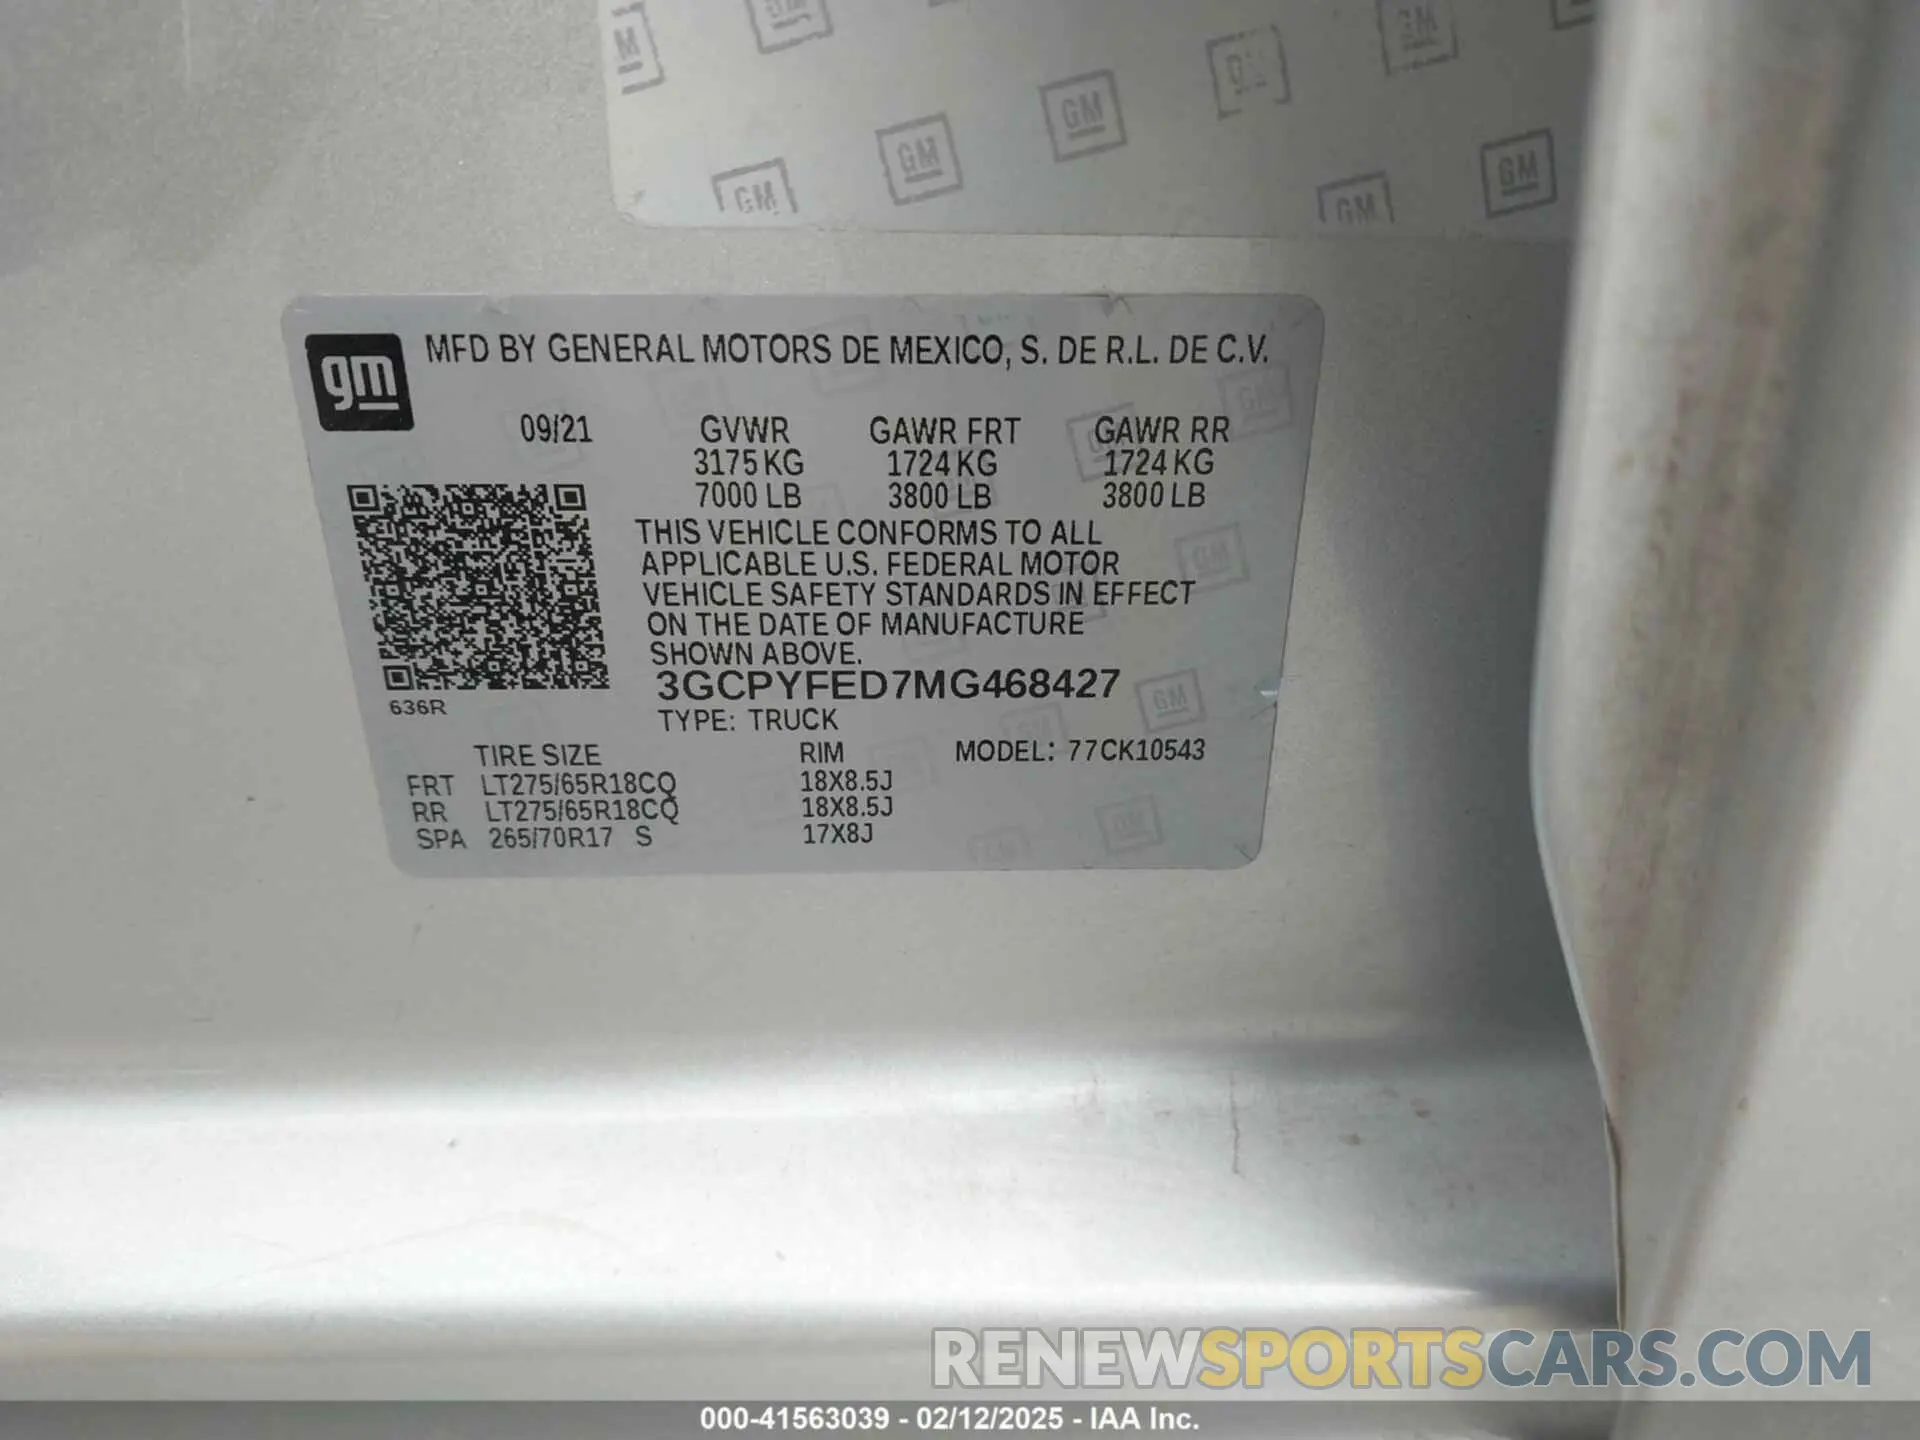 GM GM GM GM GM
GM GM
GM GM
gm
MFD BY GENERAL MOTORS DE MEXICO, S. DE R.L. DE C.V.
09/21 GVWR GAWR FRT GAWR RR
3175 KG 1724 KG 1724 KG
7000 LB 3800 LB 3800 LB
THIS VEHICLE CONFORMS TO ALL
APPLICABLE U.S. FEDERAL MOTOR
VEHICLE SAFETY STANDARDS IN EFFECT
ON THE DATE OF MANUFACTURE
SHOWN ABOVE.
3GCPYFED7MG468427
636R
TYPE: TRUCK
TIRE SIZE RIM MODEL: 77CK10543
FRT LT275/65R18CQ 18X8.5J
RR LT275/65R18CQ 18X8.5J
SPA 265/70R17 S 17X8J
RENEWSPORTSCARS.COM
000-41563039 - 02/12/2025 - IAA Inc.